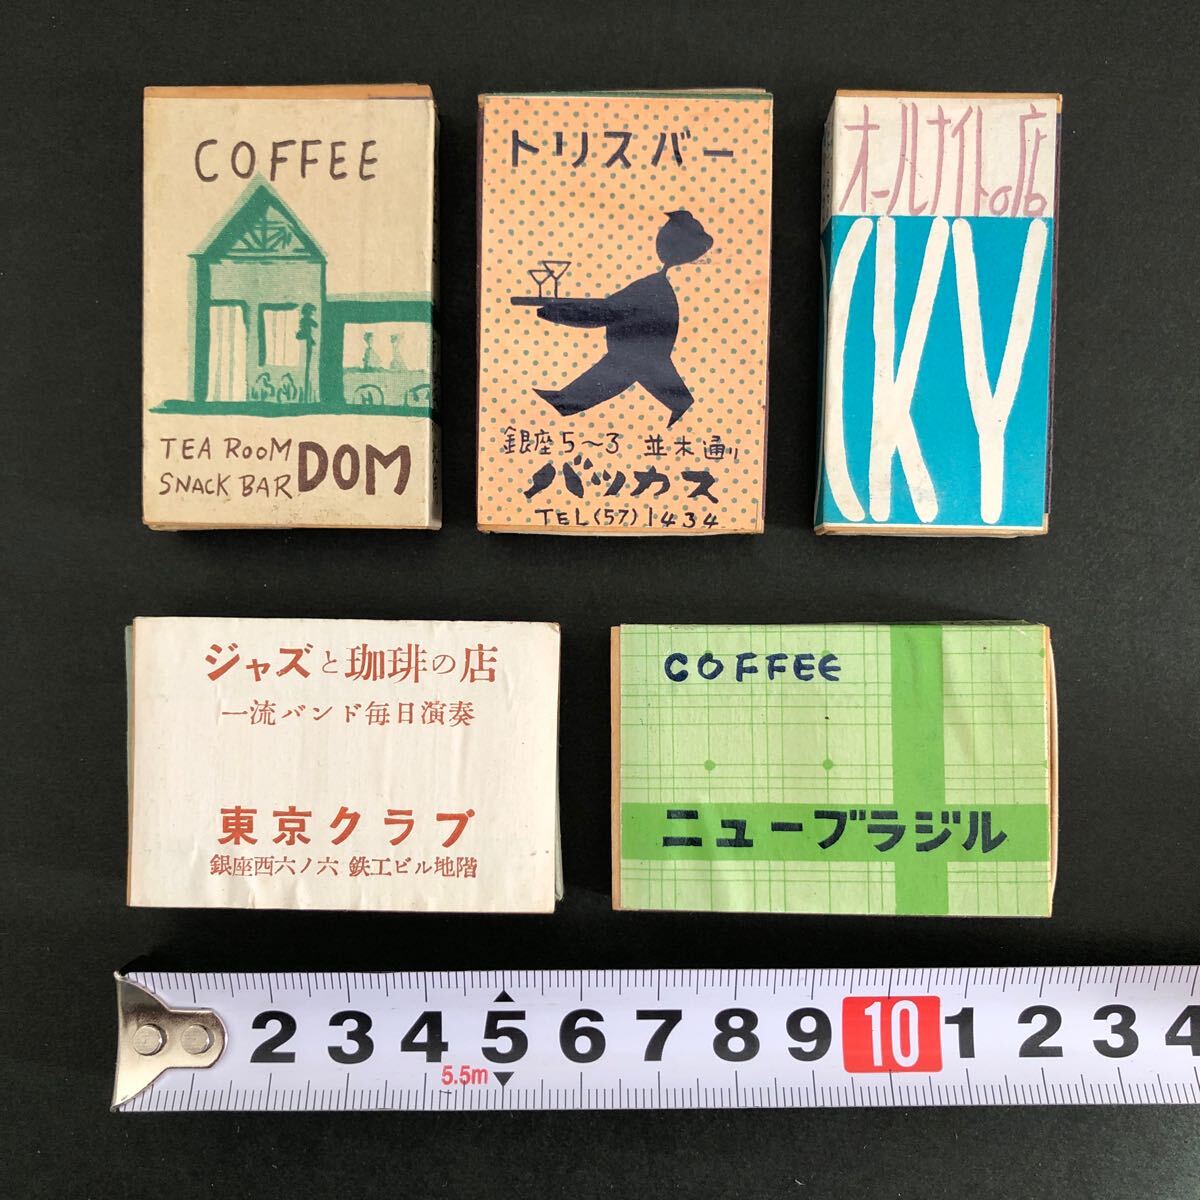 COFFEE
TEA ROOM
SNACK BAR DOM
トリスバー
銀座5〜3 並木通り
バッカス
TEL(57)1434
オールナイトの店
CKY
ジャズと珈琲の店
一流バンド毎日演奏
東京クラブ
銀座西六ノ六 鉄工ビル地階
COFFEE
ニューブラジル
2 3 4 5 6 7 8 9 10 1 2 3 4
5.5m